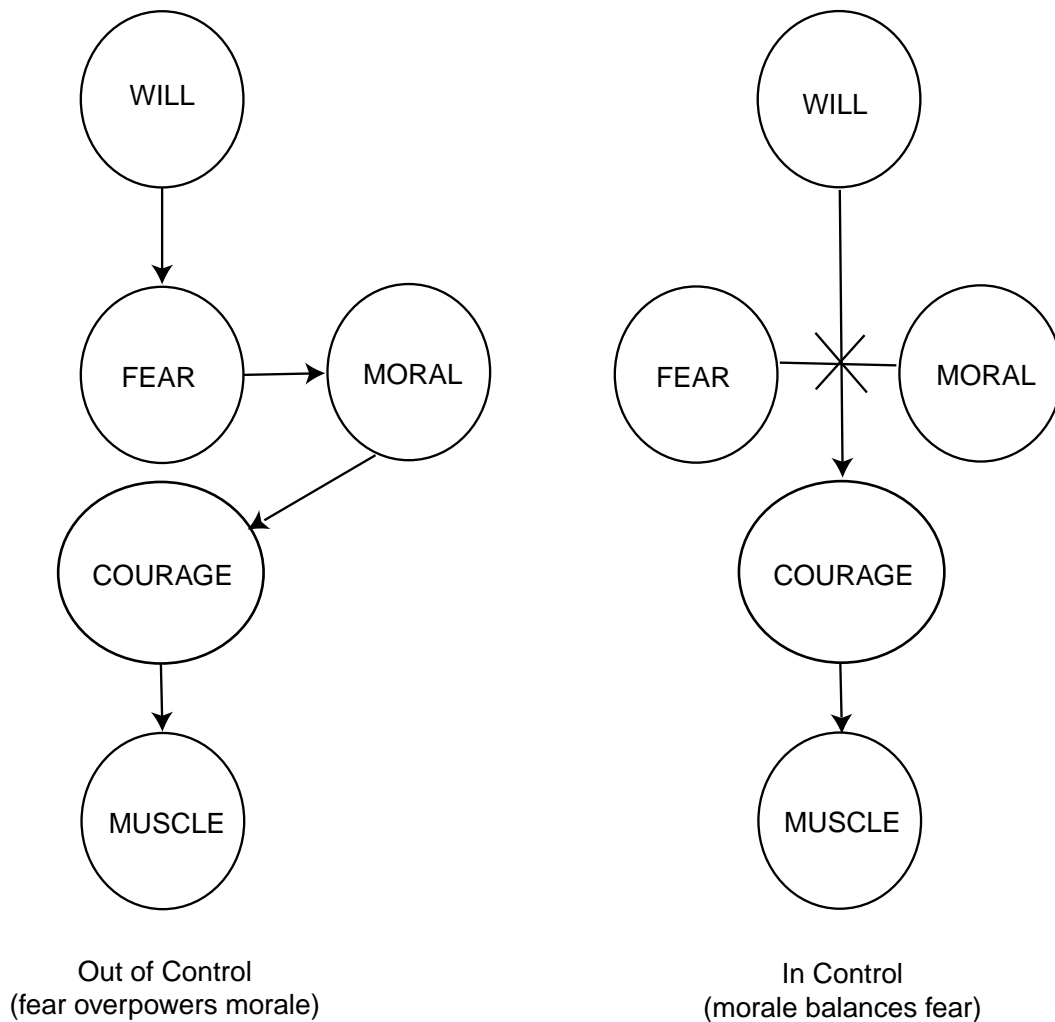 WILL
FEAR
MORAL
COURAGE
MUSCLE
Out of Control
(fear overpowers morale)
WILL
FEAR
MORAL
COURAGE
MUSCLE
In Control
(morale balances fear)